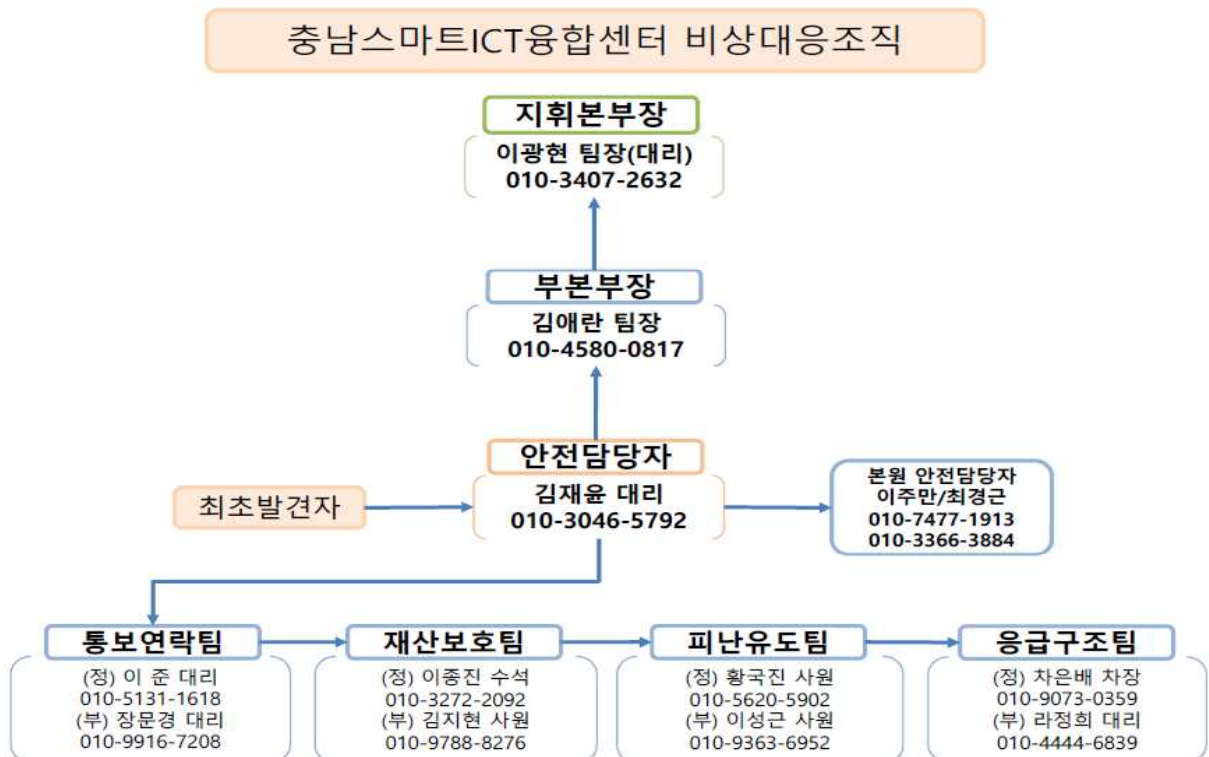 충남스마트ICT융합센터 비상대응조직
지휘본부장
이광현 팀장(대리)
010-3407-2632
부본부장
김애란 팀장
010-4580-0817
안전담당자
김재윤 대리
010-3046-5792
최초발견자
본원 안전담당자
이주만/최경근
010-7477-1913
010-3366-3884
통보연락팀
(정) 이 준 대리
010-5131-1618
(부) 장문경 대리
010-9916-7208
재산보호팀
(정) 이종진 수석
010-3272-2092
(부) 김지현 사원
010-9788-8276
피난유도팀
(정) 황국진 사원
010-5620-5902
(부) 이성근 사원
010-9363-6952
응급구조팀
(정) 차은배 차장
010-9073-0359
(부) 라정희 대리
010-4444-6839